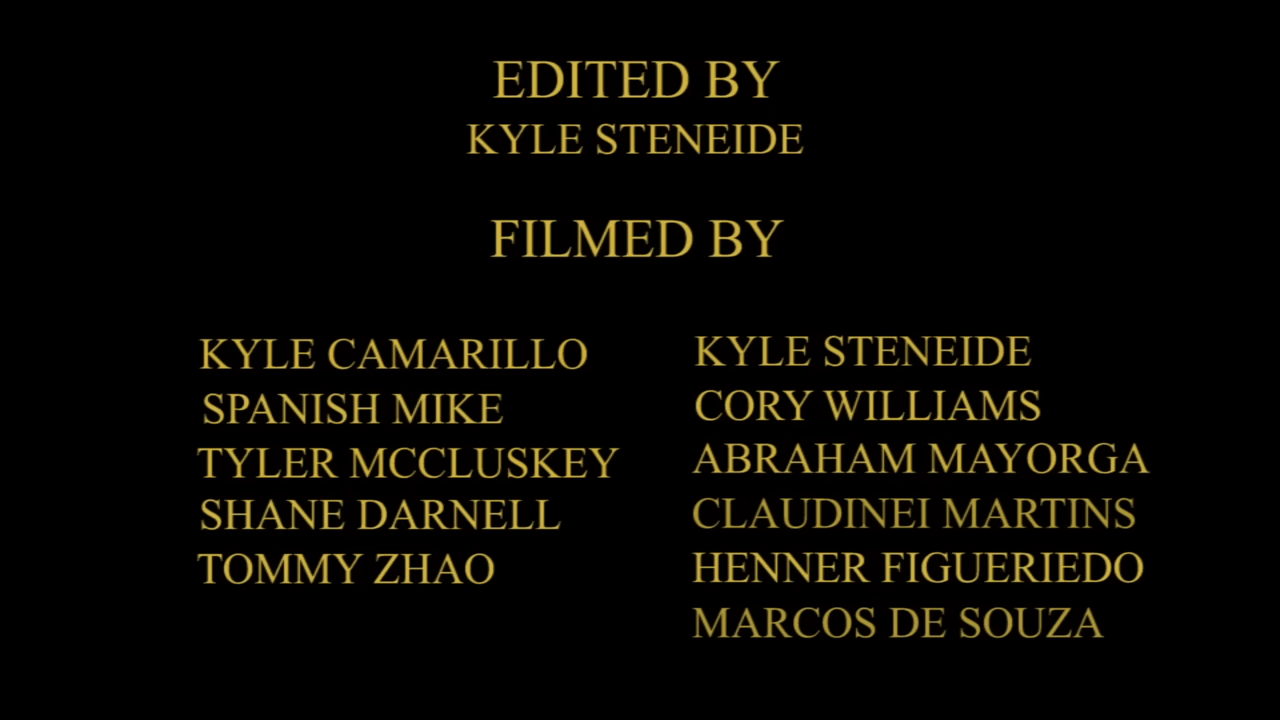 EDITED BY
KYLE STENEIDE
FILMED BY
KYLE CAMARILLO
SPANISH MIKE
TYLER MCCLUSKEY
SHANE DARNELL
TOMMY ZHAO
KYLE STENEIDE
CORY WILLIAMS
ABRAHAM MAYORGA
CLAUDINEI MARTINS
HENNER FIGUERIEDO
MARCOS DE SOUZA